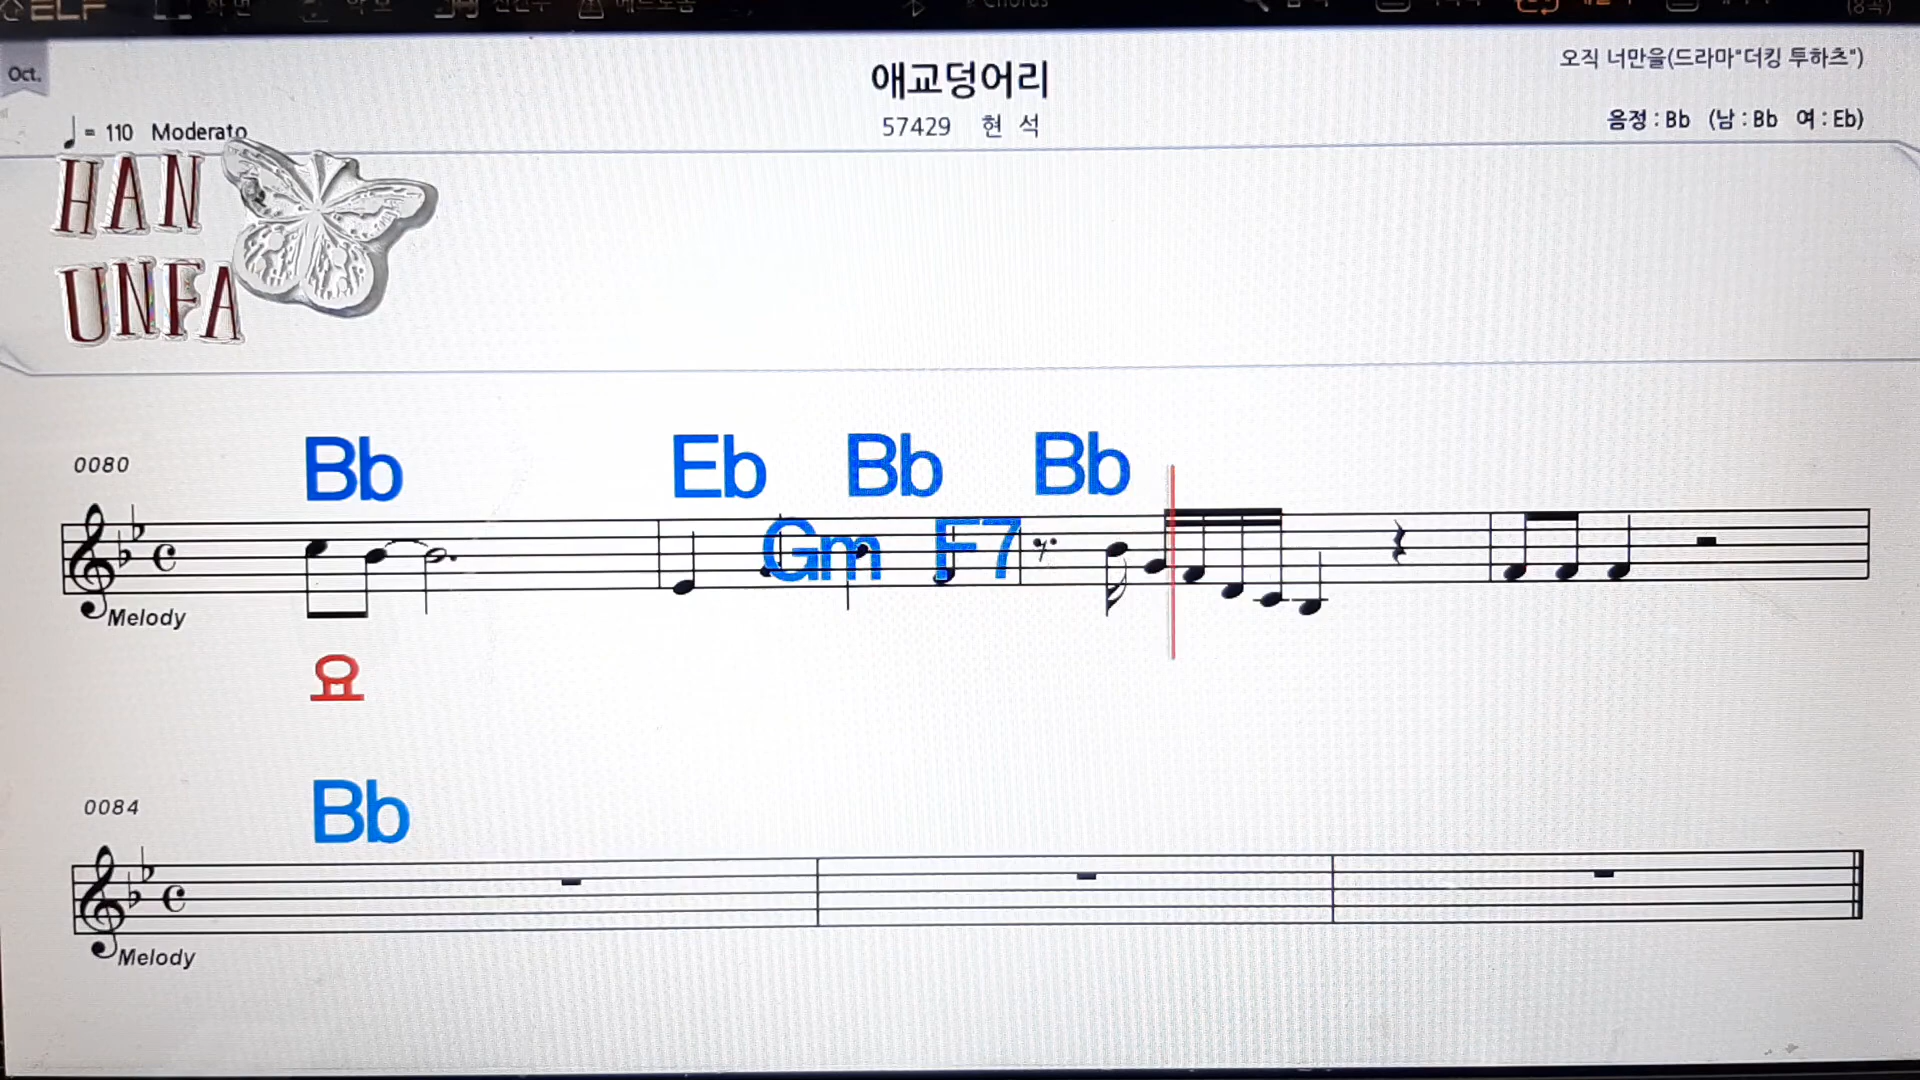 ELF
Oct.
애교덩어리
오직 너만을(드라마"더킹 투하츠")
57429 현 석
음정 : Bb (남 : Bb 여 : Eb)
= 110 Moderato
HAN
UNFA
0080
Bb Eb Bb Bb
Gm F7
Melody
요
0084
Bb
Melody